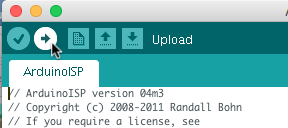 Upload
ArduinoISP
// ArduinoISP version 04m3
// Copyright (c) 2008-2011 Randall Bohn
// If you require a license, see